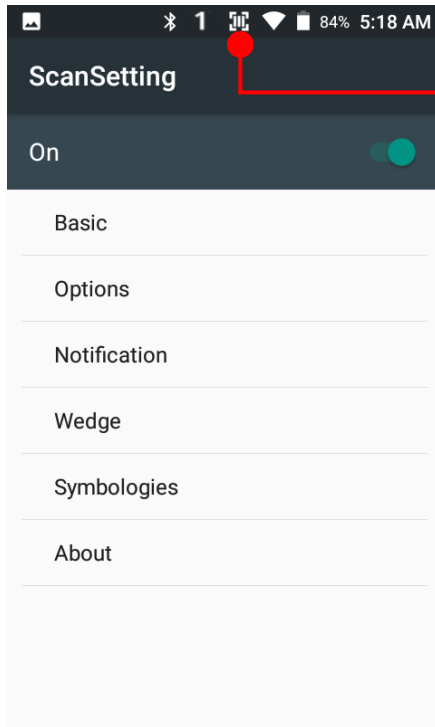 1 84% 5:18 AM
ScanSetting
On
Basic
Options
Notification
Wedge
Symbologies
About